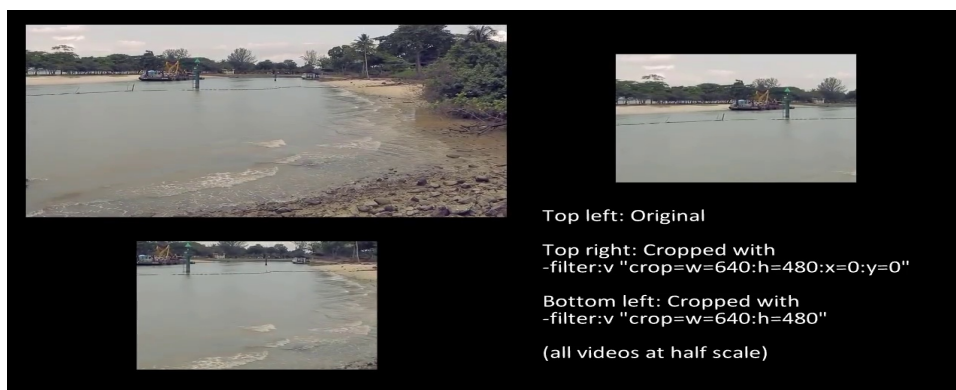 Top left: Original
Top right: Cropped with
-filter:v "crop=w=640:h=480:x=0:y=0"
Bottom left: Cropped with
-filter:v "crop=w=640:h=480"
(all videos at half scale)